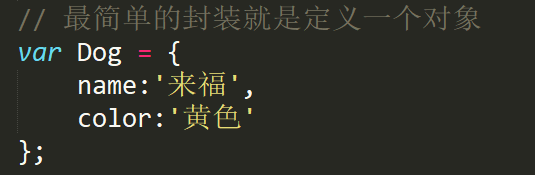 // 最简单的封装就是定义一个对象
var Dog = {
    name:'来福',
    color:'黄色'
};